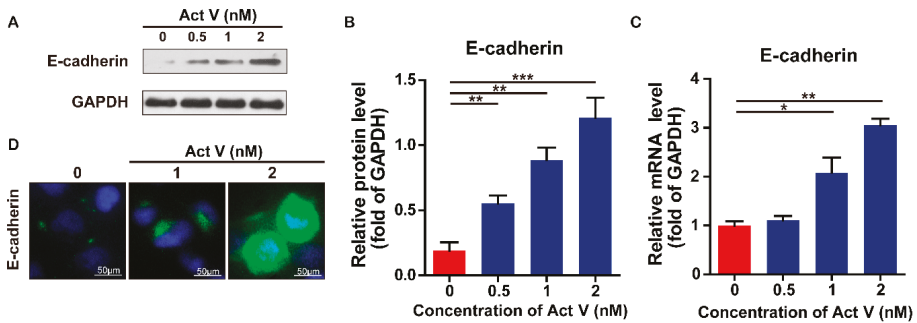 A
Act V (nM)
0 0.5 1 2
E-cadherin
GAPDH
D
Act V (nM)
0 1 2
E-cadherin
50μm 50μm 50μm
B
E-cadherin
***
**
**
Relative protein level
(fold of GAPDH)
1.5
1.0
0.5
0.0
0 0.5 1 2
Concentration of Act V (nM)
C
E-cadherin
**
*
Relative mRNA level
(fold of GAPDH)
4
3
2
1
0
0 0.5 1 2
Concentration of Act V (nM)